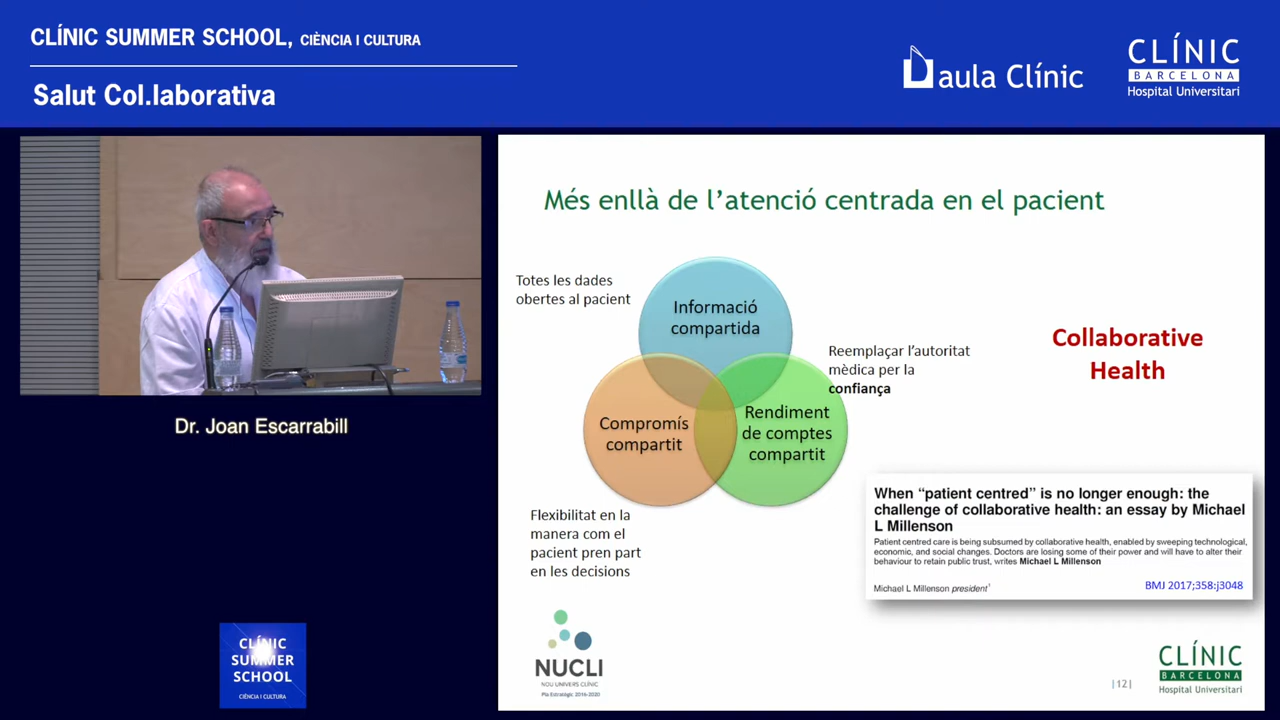 CLÍNIC SUMMER SCHOOL, CIÈNCIA I CULTURA
Salut Col.laborativa
aula Clínic
CLÍNIC
BARCELONA
Hospital Universitari
Dr. Joan Escarrabill
CLÍNIC
SUMMER
SCHOOL
CIÈNCIA I CULTURA
Més enllà de l’atenció centrada en el pacient
Totes les dades
obertes al pacient
Informació
compartida
Reemplaçar l’autoritat
mèdica per la
confiança
Compromís
compartit
Rendiment
de comptes
compartit
Flexibilitat en la
manera com el
pacient pren part
en les decisions
Collaborative
Health
When “patient centred” is no longer enough: the
challenge of collaborative health: an essay by Michael
L Millenson
Patient centred care is being subsumed by collaborative health, enabled by sweeping technological,
economic, and social changes. Doctors are losing some of their power and will have to alter their
behaviour to retain public trust, writes Michael L Millenson
Michael L Millenson president1
BMJ 2017;358:j3048
NUCLI
NOU UNIVERS CLÍNIC
Pla Estratègic 2016-2020
|12|
CLÍNIC
BARCELONA
Hospital Universitari